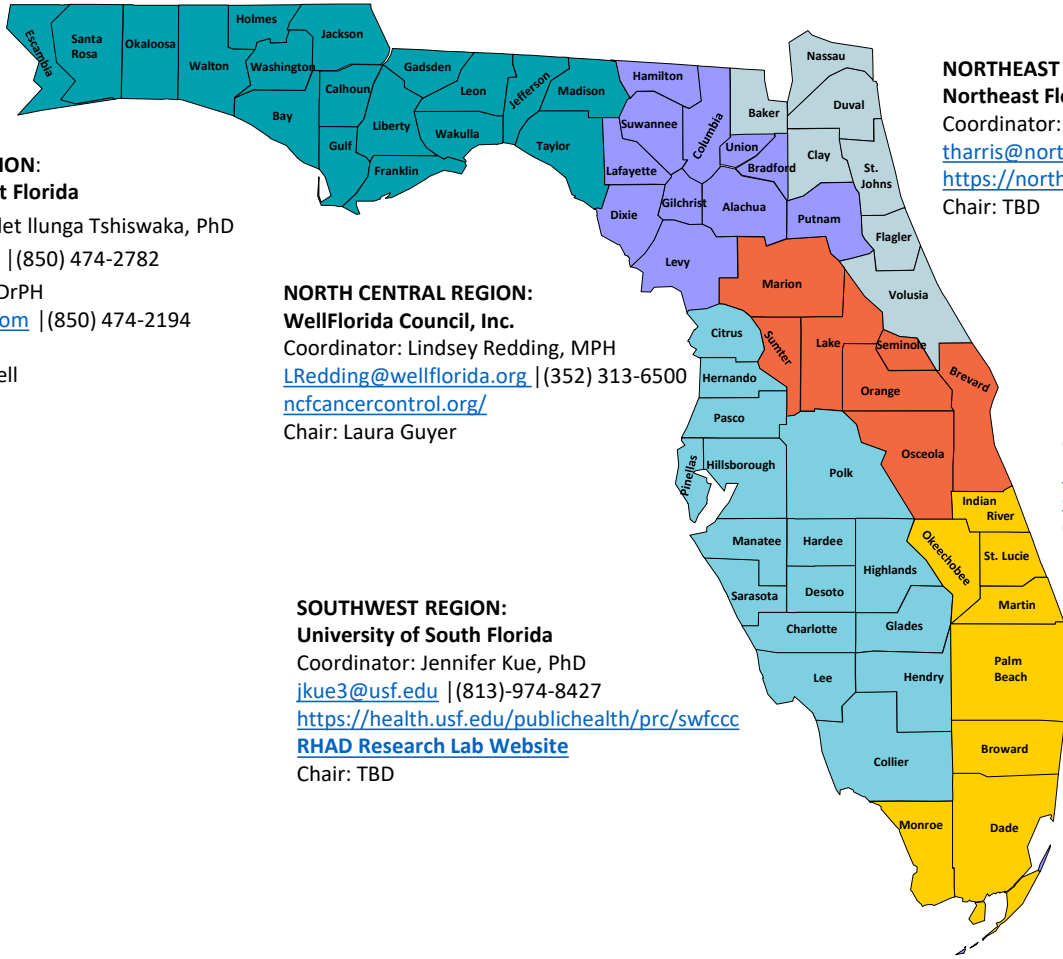 Holmes
Jackson
Santa
Rosa
Okaloosa
Escambia
Walton
Washington
Calhoun
Bay
Gulf
Liberty
Franklin
Gadsden
Leon
Wakulla
Jefferson
Madison
Taylor
Hamilton
Suwannee
Columbia
Lafayette
Union
Bradford
Gilchrist
Alachua
Dixie
Levy
Putnam
Nassau
Baker
Duval
Clay
St.
Johns
Flagler
Volusia
NORTHEAST
Northeast Flo
Coordinator:
tharris@nort
https://north
Chair: TBD
ION:
t Florida
let Ilunga Tshiswaka, PhD
|(850) 474-2782
DrPH
om |(850) 474-2194
ell
NORTH CENTRAL REGION:
WellFlorida Council, Inc.
Coordinator: Lindsey Redding, MPH
LRedding@wellflorida.org |(352) 313-6500
ncfcancercontrol.org/
Chair: Laura Guyer
Marion
Citrus
Sumter
Lake
Seminole
Hernando
Orange
Brevard
Pasco
Osceola
Pinellas
Hillsborough
Polk
Indian
River
Manatee
Hardee
Okeechobee
St. Lucie
Highlands
Sarasota
Desoto
Martin
Charlotte
Glades
Lee
Hendry
Palm
Beach
Collier
Broward
Monroe
Dade
SOUTHWEST REGION:
University of South Florida
Coordinator: Jennifer Kue, PhD
jkue3@usf.edu |(813)-974-8427
https://health.usf.edu/publichealth/prc/swfccc
RHAD Research Lab Website
Chair: TBD